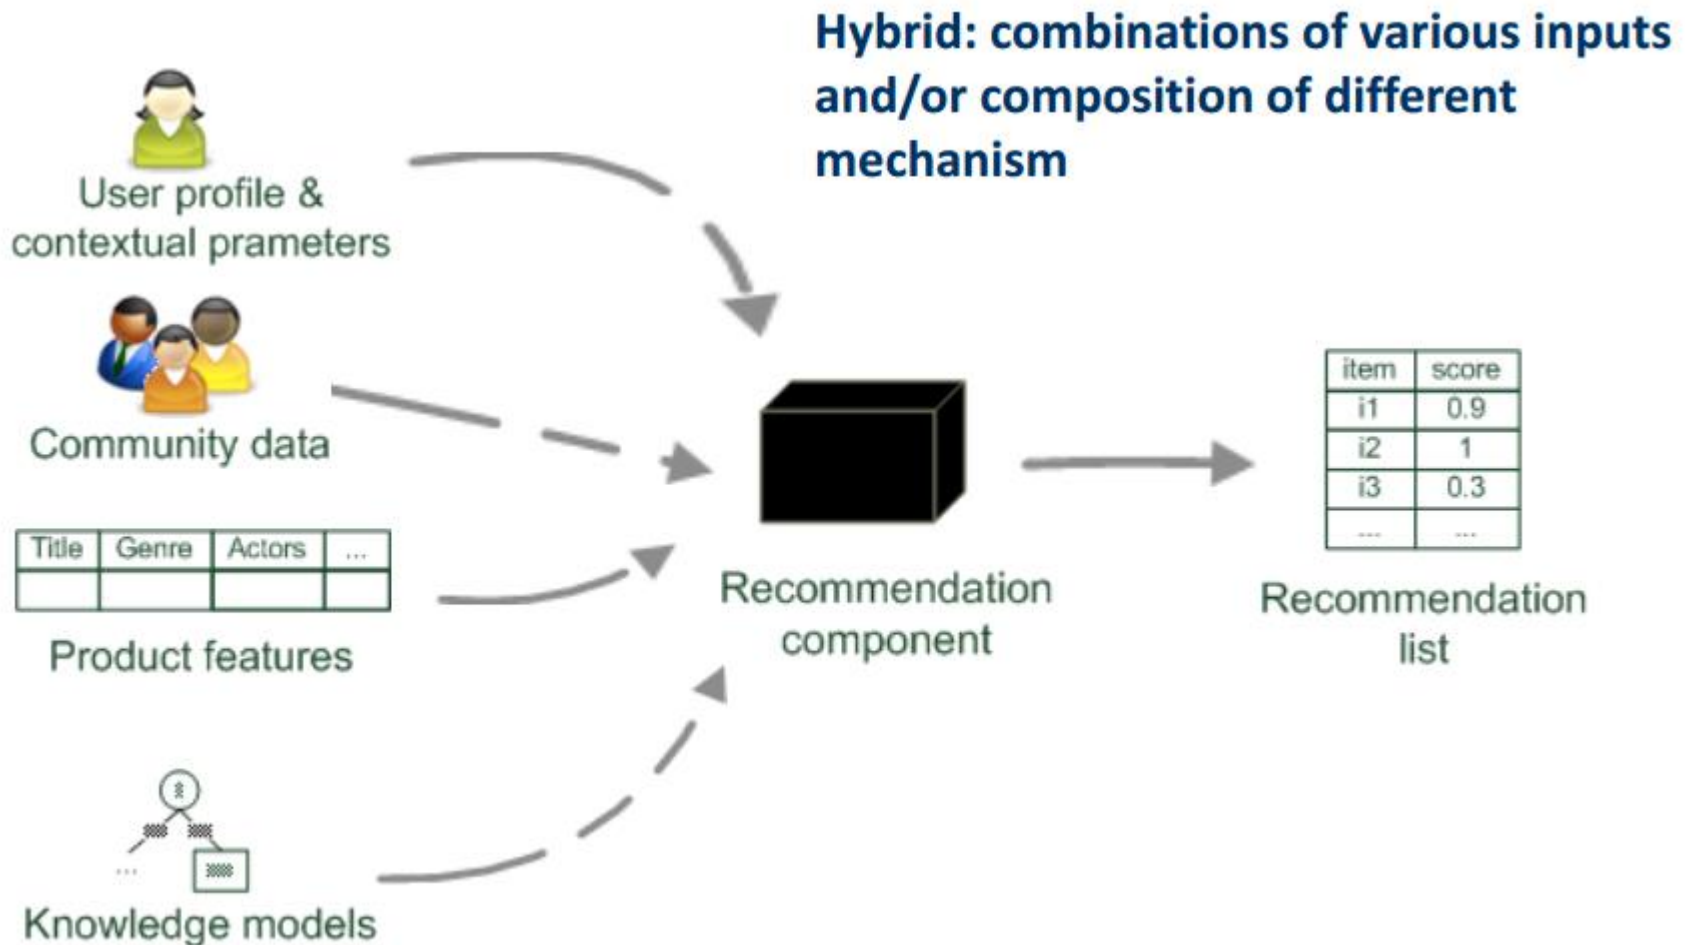 Hybrid: combinations of various inputs
and/or composition of different
mechanism
User profile &
contextual prameters
Community data
Title Genre Actors ...
Product features
Knowledge models
...
Recommendation
component
item score
i1 0.9
i2 1
i3 0.3
... ...
Recommendation
list